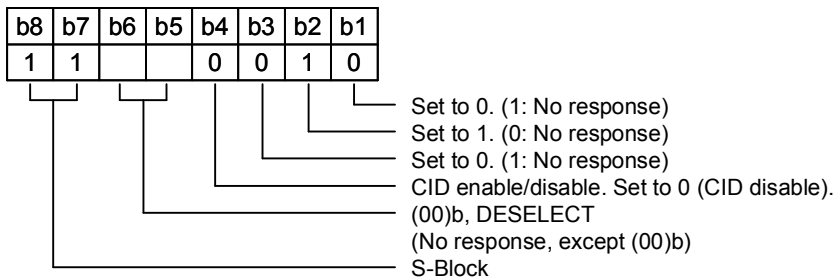 b8 b7 b6 b5 b4 b3 b2 b1
1 1 0 0 1 0
Set to 0. (1: No response)
Set to 1. (0: No response)
Set to 0. (1: No response)
CID enable/disable. Set to 0 (CID disable).
(00)b, DESELECT
(No response, except (00)b)
S-Block